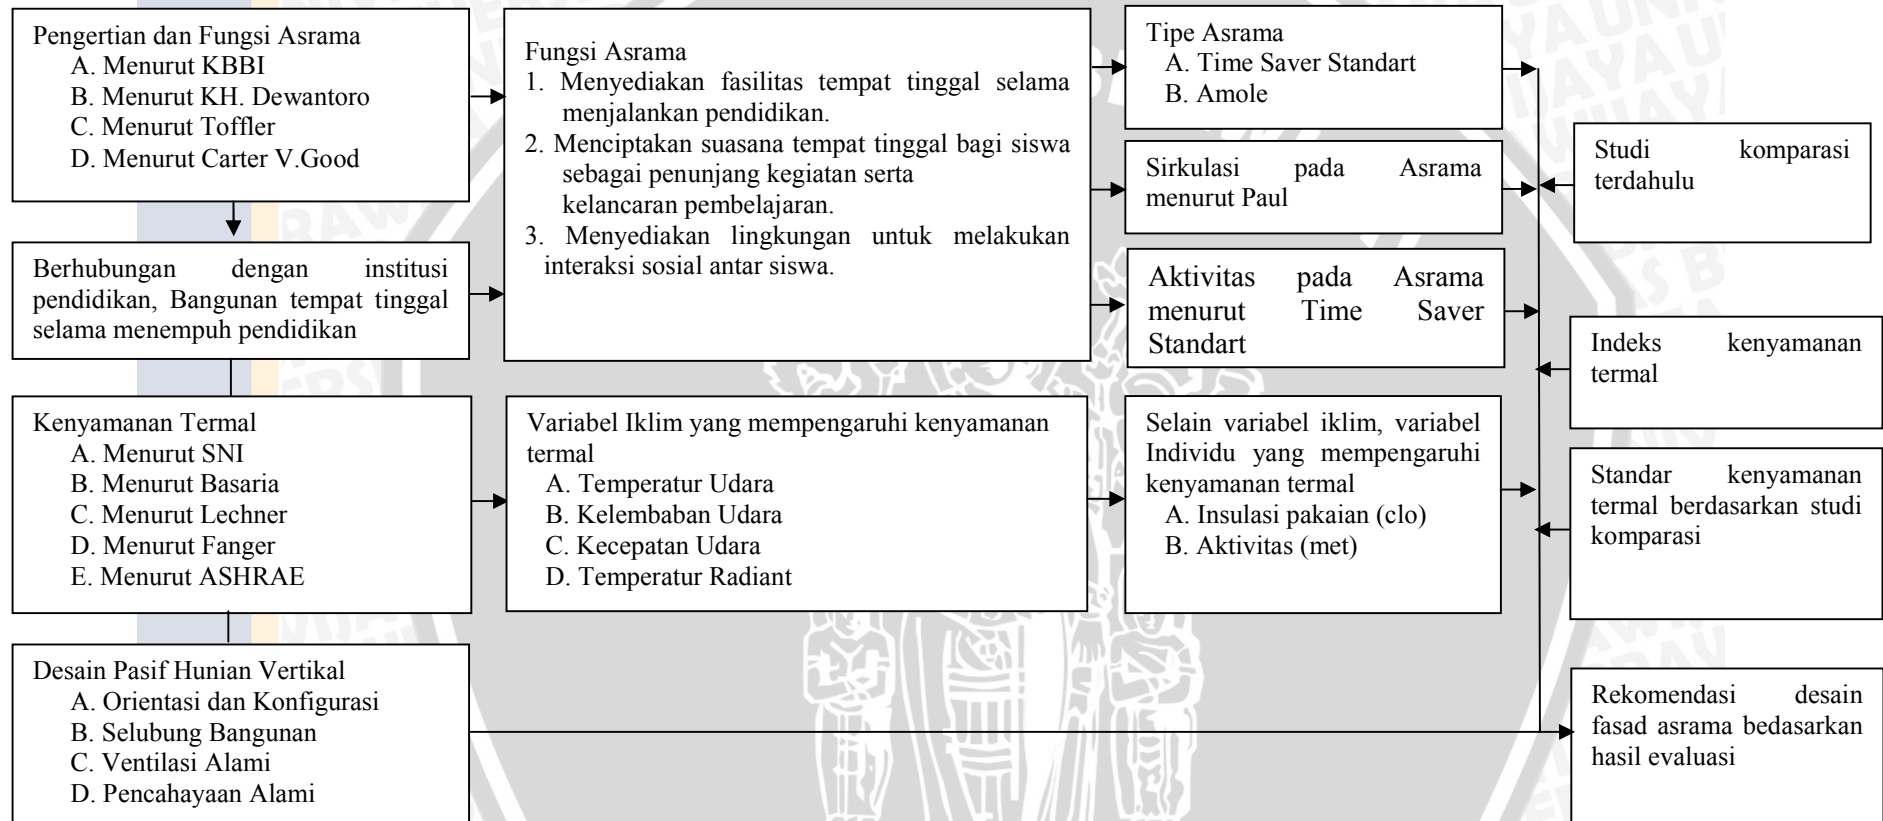 Pengertian dan Fungsi Asrama
A. Menurut KBBI
B. Menurut KH. Dewantoro
C. Menurut Toffler
D. Menurut Carter V.Good
Fungsi Asrama
1. Menyediakan fasilitas tempat tinggal selama
menjalankan pendidikan.
2. Menciptakan suasana tempat tinggal bagi siswa
sebagai penunjang kegiatan serta
kelancaran pembelajaran.
3. Menyediakan lingkungan untuk melakukan
interaksi sosial antar siswa.
Tipe Asrama
A. Time Saver Standart
B. Amole
Sirkulasi pada Asrama
menurut Paul
Studi komparasi
terdahulu
Berhubungan dengan institusi
pendidikan, Bangunan tempat tinggal
selama menempuh pendidikan
Aktivitas pada Asrama
menurut Time Saver
Standart
Indeks kenyamanan
termal
Kenyamanan Termal
A. Menurut SNI
B. Menurut Basaria
C. Menurut Lechner
D. Menurut Fanger
E. Menurut ASHRAE
Variabel Iklim yang mempengaruhi kenyamanan
termal
A. Temperatur Udara
B. Kelembaban Udara
C. Kecepatan Udara
D. Temperatur Radiant
Selain variabel iklim, variabel
Individu yang mempengaruhi
kenyamanan termal
A. Insulasi pakaian (clo)
B. Aktivitas (met)
Standar kenyamanan
termal berdasarkan studi
komparasi
Desain Pasif Hunian Vertikal
A. Orientasi dan Konfigurasi
B. Selubung Bangunan
C. Ventilasi Alami
D. Pencahayaan Alami
Rekomendasi desain
fasad asrama bedasarkan
hasil evaluasi